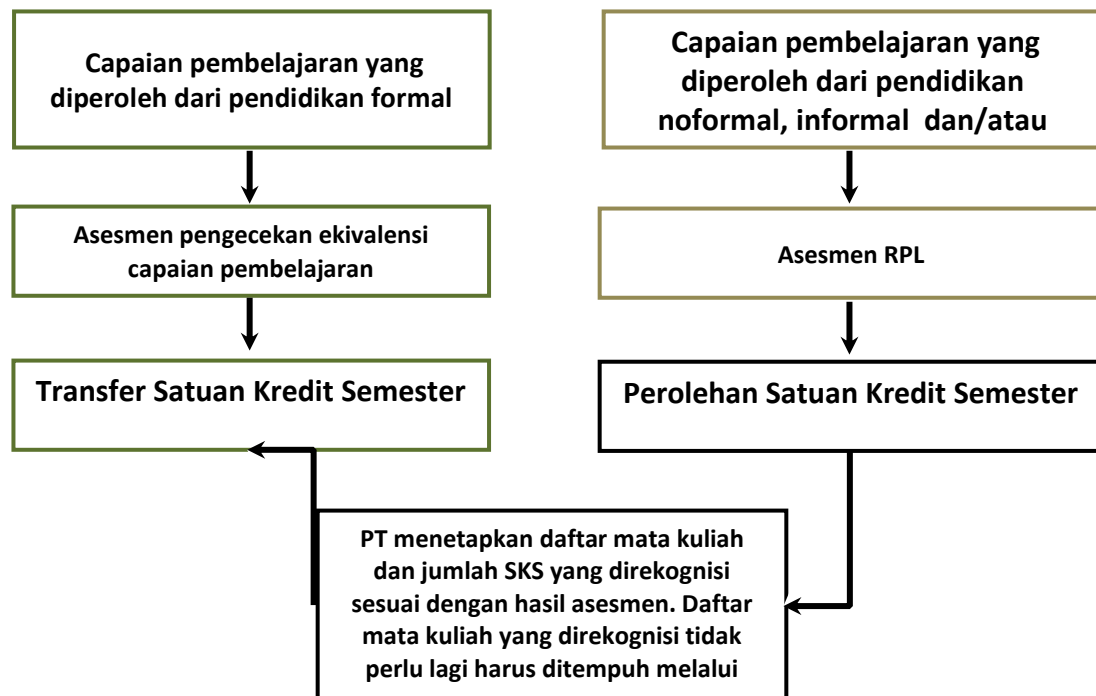 Capaian pembelajaran yang
diperoleh dari pendidikan formal
Capaian pembelajaran yang
diperoleh dari pendidikan
noformal, informal dan/atau
Asesmen pengecekan ekivalensi
capaian pembelajaran
Asesmen RPL
Transfer Satuan Kredit Semester
Perolehan Satuan Kredit Semester
PT menetapkan daftar mata kuliah
dan jumlah SKS yang direkognisi
sesuai dengan hasil asesmen. Daftar
mata kuliah yang direkognisi tidak
perlu lagi harus ditempuh melalui